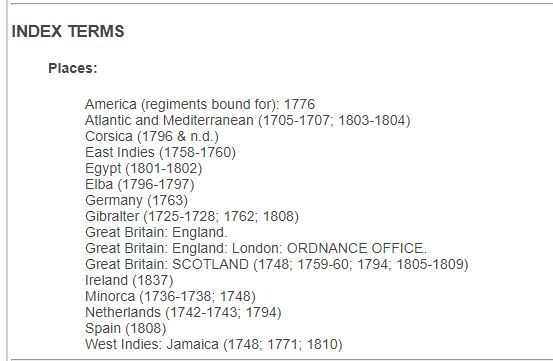 INDEX TERMS
Places:
America (regiments bound for): 1776
Atlantic and Mediterranean (1705-1707; 1803-1804)
Corsica (1796 & n.d.)
East Indies (1758-1760)
Egypt (1801-1802)
Elba (1796-1797)
Germany (1763)
Gibralter (1725-1728; 1762; 1808)
Great Britain: England.
Great Britain: England: London: ORDNANCE OFFICE.
Great Britain: SCOTLAND (1748; 1759-60; 1794; 1805-1809)
Ireland (1837)
Minorca (1736-1738; 1748)
Netherlands (1742-1743; 1794)
Spain (1808)
West Indies: Jamaica (1748; 1771; 1810)